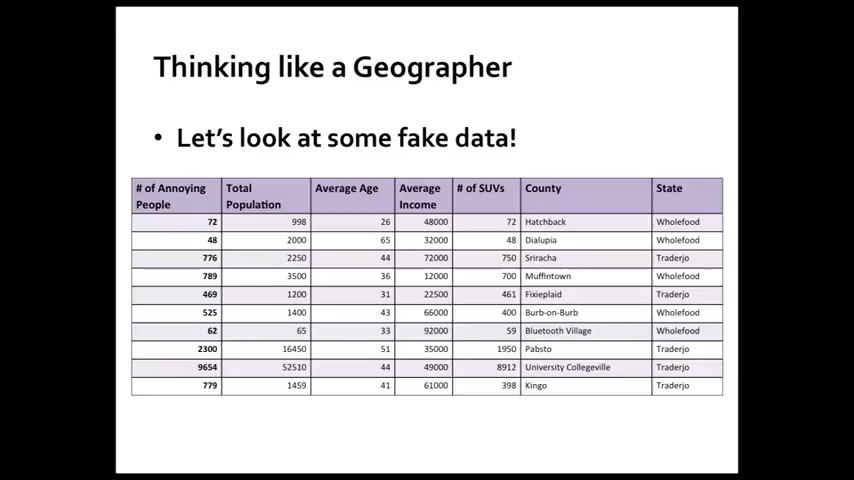 Thinking like a Geographer
• Let's look at some fake data!
# of Annoying People Total Population Average Age Average Income # of SUVs County State
72 998 26 48000 72 Hatchback Wholefood
48 2000 65 32000 48 Dialupia Wholefood
776 2250 44 72000 750 Sriracha Traderjo
789 3500 36 12000 700 Muffintown Wholefood
469 1200 31 22500 461 Fixieplaid Traderjo
525 1400 43 66000 400 Burb-on-Burb Wholefood
62 65 33 92000 59 Bluetooth Village Wholefood
2300 16450 51 35000 1950 Pabsto Traderjo
9654 52510 44 49000 8912 University Collegeville Traderjo
779 1459 41 61000 398 Kingo Traderjo